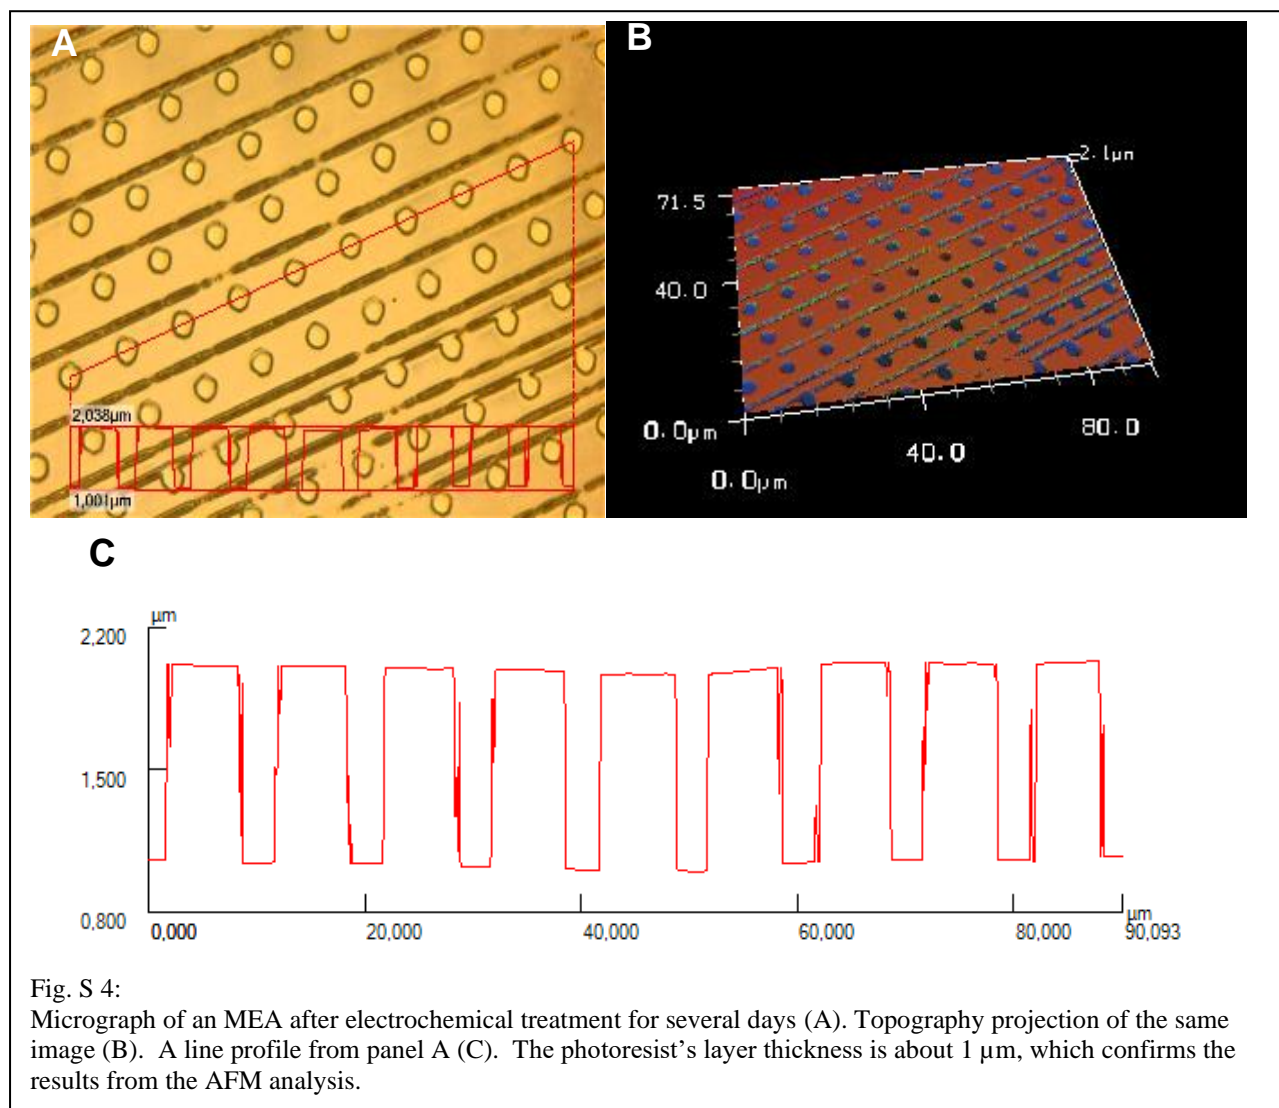 A
B
2,038µm
1,001µm
2.1µm
71.5
40.0
0.0µm
0.0µm
40.0
80.0
C
µm
2,200
1,500
0.800
µm
0,000
20,000
40,000
60,000
80,000
90,093
Fig. S 4:
Micrograph of an MEA after electrochemical treatment for several days (A). Topography projection of the same
image (B).  A line profile from panel A (C).  The photoresist's layer thickness is about 1 µm, which confirms the
results from the AFM analysis.